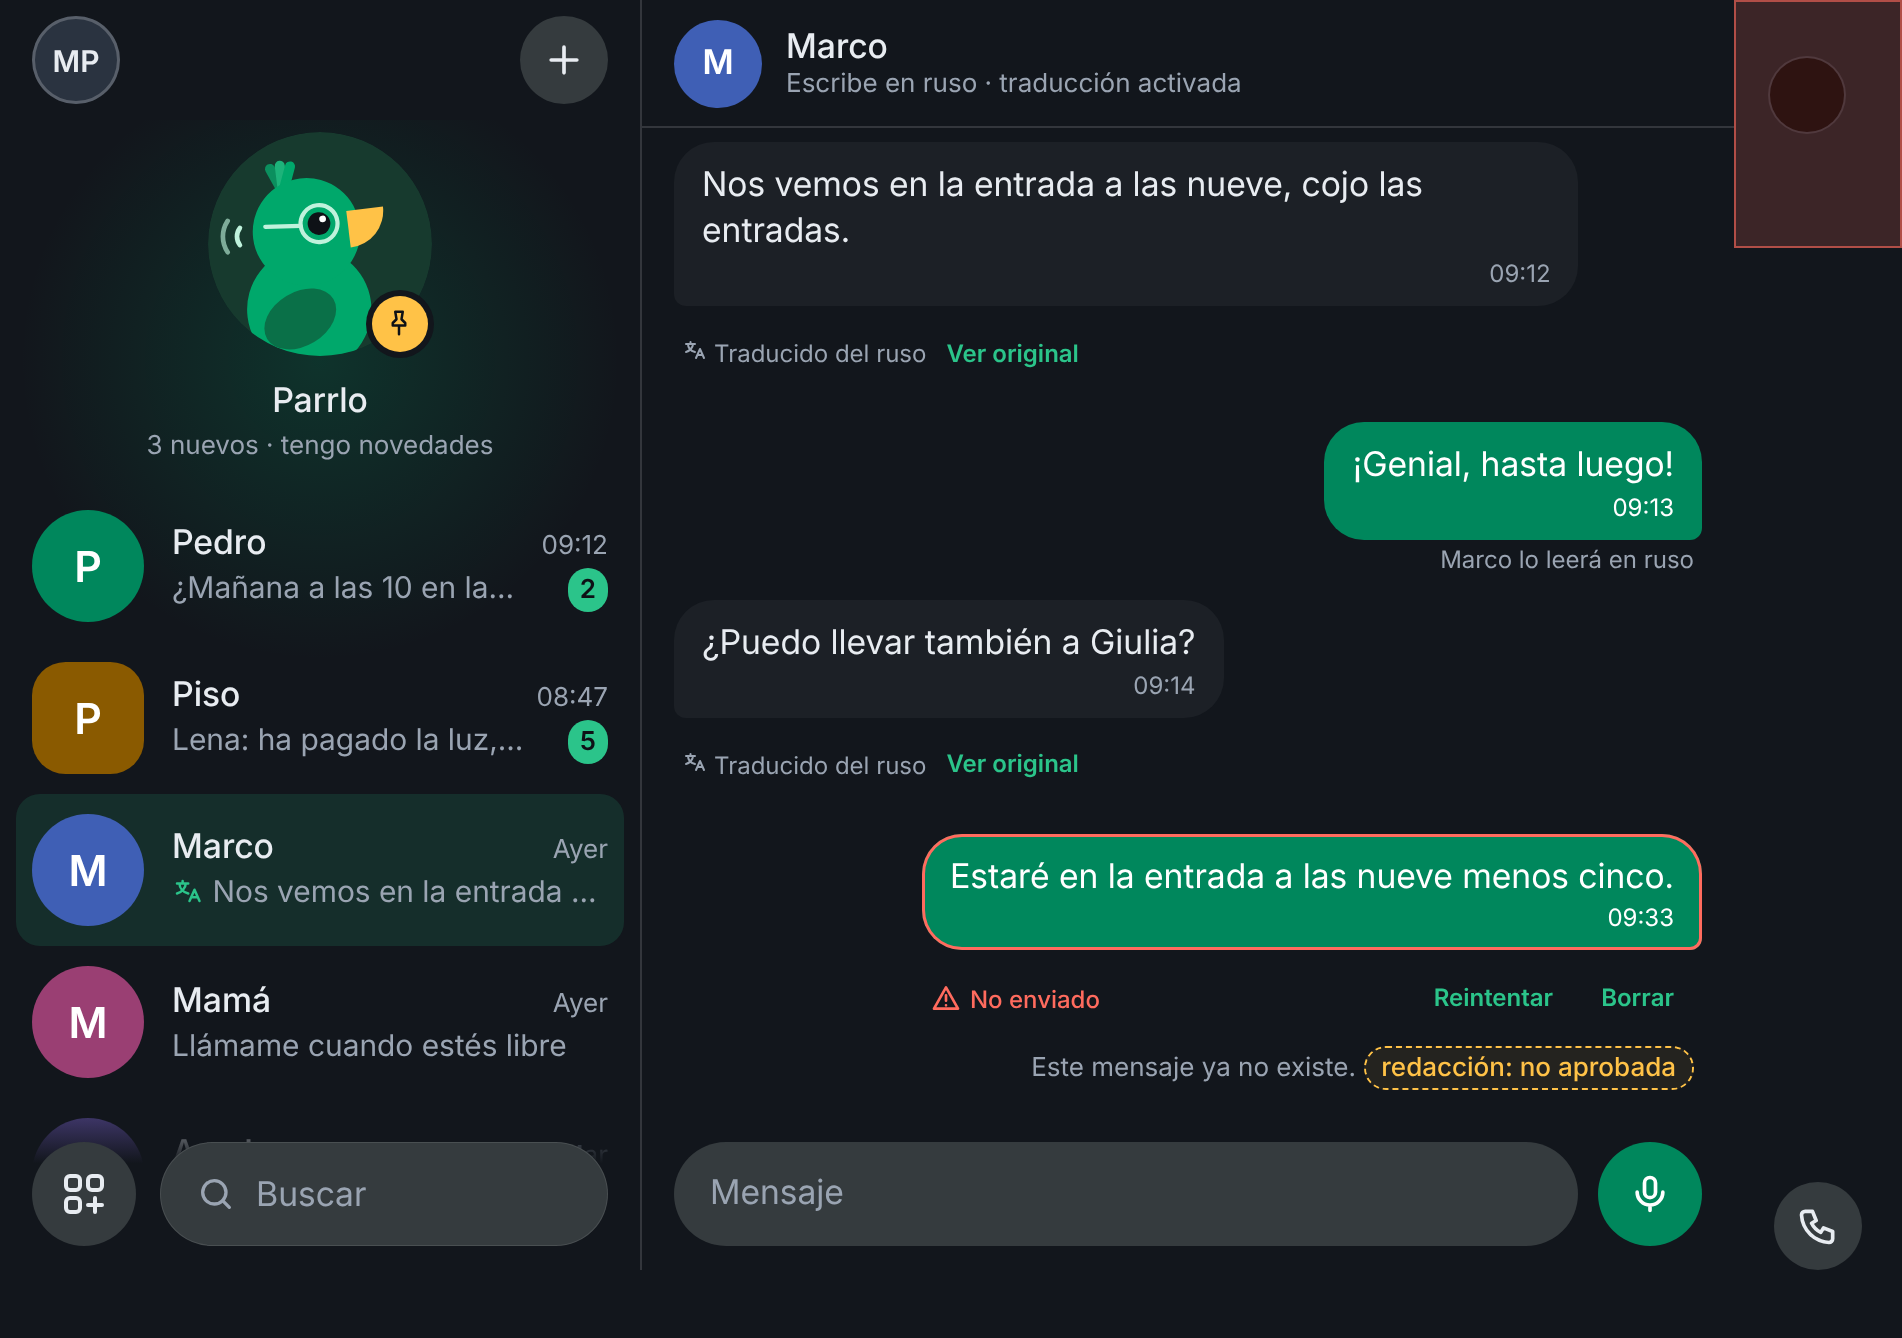 MP
Parrlo
3 nuevos · tengo novedades
P
Pedro
09:12
¿Mañana a las 10 en la...
2
P
Piso
08:47
Lena: ha pagado la luz,...
5
M
Marco
Ayer
Nos vemos en la entrada ...
M
Mamá
Ayer
Llámame cuando estés libre
Buscar
M
Marco
Escribe en ruso · traducción activada
Nos vemos en la entrada a las nueve, cojo las
entradas.
09:12
Traducido del ruso Ver original
¡Genial, hasta luego!
09:13
Marco lo leerá en ruso
¿Puedo llevar también a Giulia?
09:14
Traducido del ruso Ver original
Estaré en la entrada a las nueve menos cinco.
09:33
No enviado
Reintentar Borrar
Este mensaje ya no existe. redacción: no aprobada
Mensaje